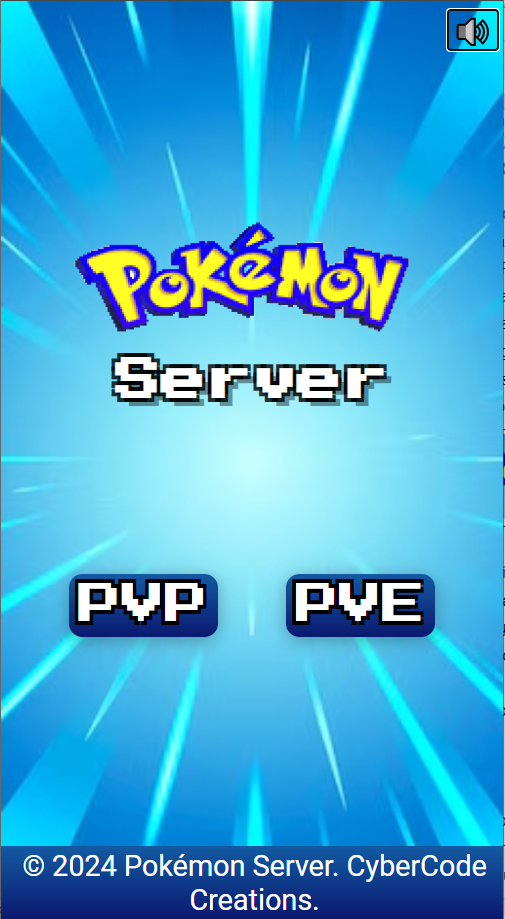 Pokémon
Server
PVP PVE
© 2024 Pokémon Server. CyberCode
Creations.